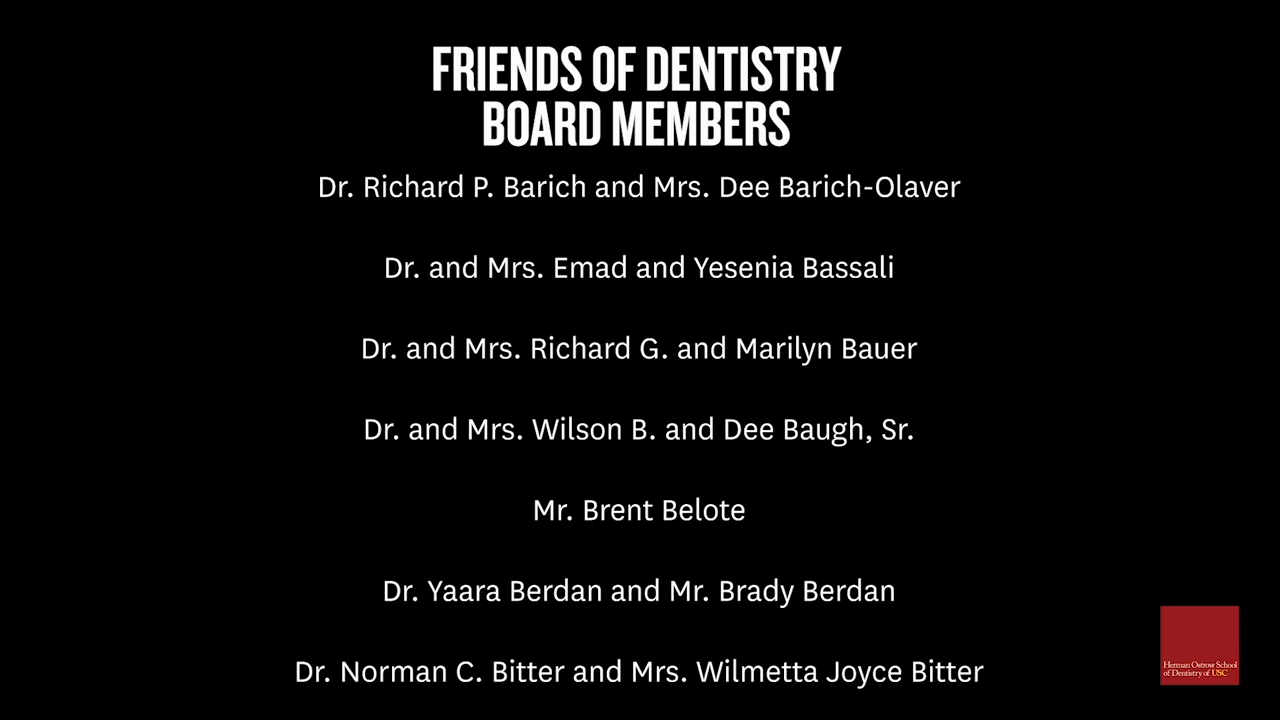 FRIENDS OF DENTISTRY
BOARD MEMBERS
Dr. Richard P. Barich and Mrs. Dee Barich-Olaver
Dr. and Mrs. Emad and Yesenia Bassali
Dr. and Mrs. Richard G. and Marilyn Bauer
Dr. and Mrs. Wilson B. and Dee Baugh, Sr.
Mr. Brent Belote
Dr. Yaara Berdan and Mr. Brady Berdan
Dr. Norman C. Bitter and Mrs. Wilmetta Joyce Bitter
Herman Ostrow School
of Dentistry of USC